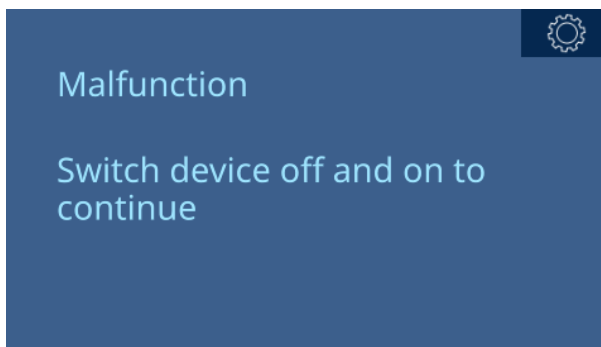 Malfunction
Switch device off and on to
continue